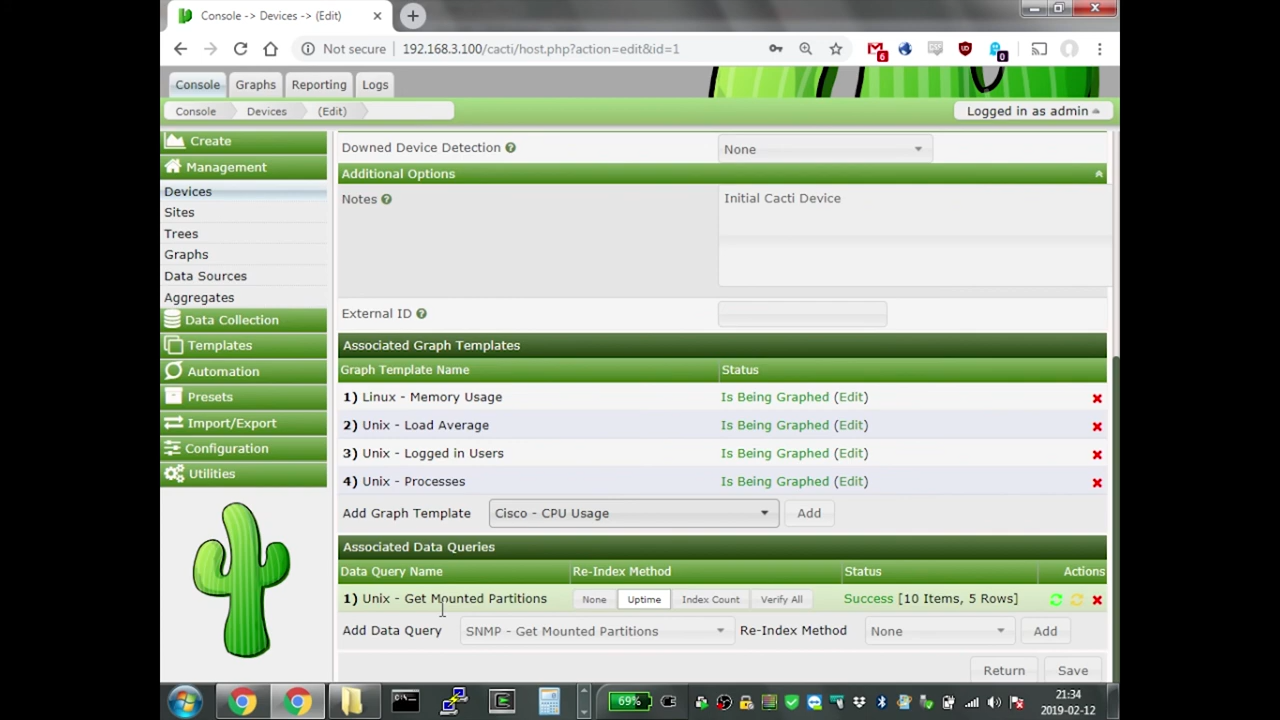 Console -> Devices -> (Edit)
Not secure 192.168.3.100/cacti/host.php?action=edit&id=1
6
0
Console Graphs Reporting Logs
Console Devices (Edit)
Logged in as admin
Create
Management
Devices
Sites
Trees
Graphs
Data Sources
Aggregates
Data Collection
Templates
Automation
Presets
Import/Export
Configuration
Utilities
Downed Device Detection None
Additional Options
Notes Initial Cacti Device
External ID
Associated Graph Templates
Graph Template Name Status
1) Linux - Memory Usage Is Being Graphed (Edit)
2) Unix - Load Average Is Being Graphed (Edit)
3) Unix - Logged in Users Is Being Graphed (Edit)
4) Unix - Processes Is Being Graphed (Edit)
Add Graph Template Cisco - CPU Usage Add
Associated Data Queries
Data Query Name Re-Index Method Status Actions
1) Unix - Get Mounted Partitions None Uptime Index Count Verify All Success [10 Items, 5 Rows]
Add Data Query SNMP - Get Mounted Partitions Re-Index Method None Add
Return Save
69%
21:34
2019-02-12